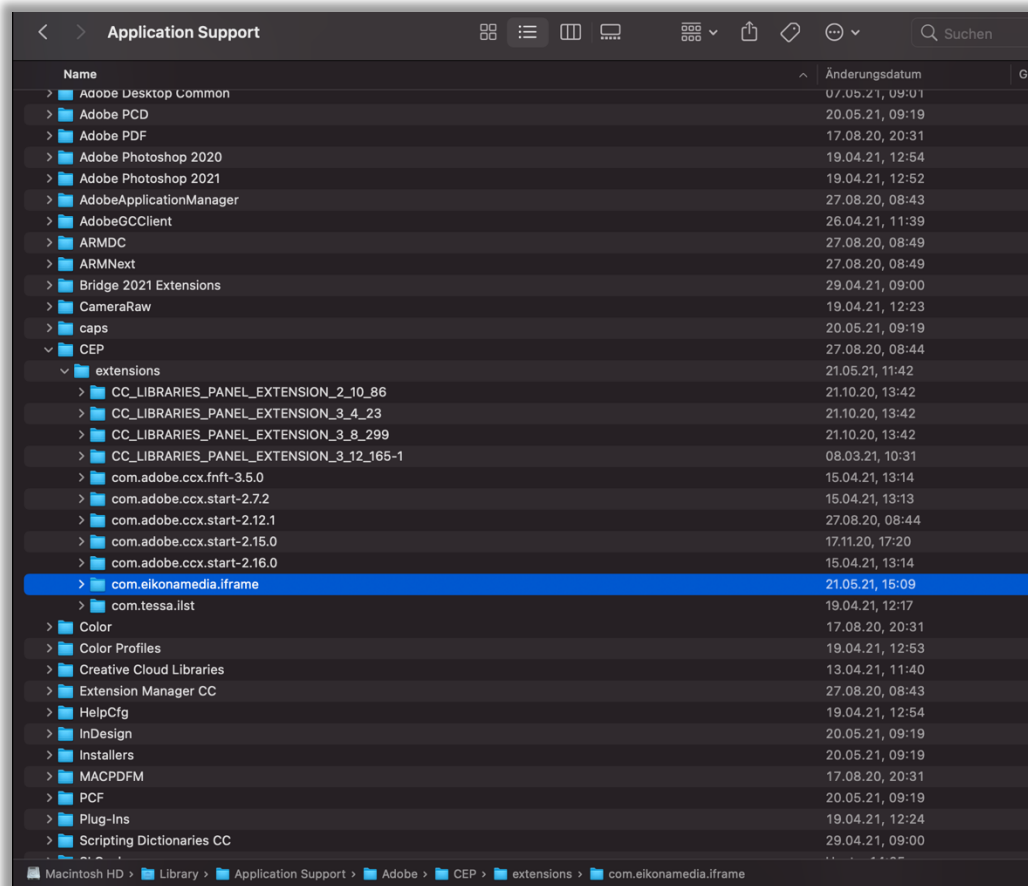 Application Support
Suchen
Name Änderungsdatum G
Adobe Desktop Common 07.05.21, 09:01
Adobe PCD 20.05.21, 09:19
Adobe PDF 17.08.20, 20:31
Adobe Photoshop 2020 19.04.21, 12:54
Adobe Photoshop 2021 19.04.21, 12:52
AdobeApplicationManager 27.08.20, 08:43
AdobeGCClient 26.04.21, 11:39
ARMDC 27.08.20, 08:49
ARMNext 27.08.20, 08:49
Bridge 2021 Extensions 29.04.21, 09:00
CameraRaw 19.04.21, 12:23
caps 20.05.21, 09:19
CEP 27.08.20, 08:44
extensions 21.05.21, 11:42
CC_LIBRARIES_PANEL_EXTENSION_2_10_86 21.10.20, 13:42
CC_LIBRARIES_PANEL_EXTENSION_3_4_23 21.10.20, 13:42
CC_LIBRARIES_PANEL_EXTENSION_3_8_299 21.10.20, 13:42
CC_LIBRARIES_PANEL_EXTENSION_3_12_165-1 08.03.21, 10:31
com.adobe.ccx.fnft-3.5.0 15.04.21, 13:14
com.adobe.ccx.start-2.7.2 15.04.21, 13:13
com.adobe.ccx.start-2.12.1 27.08.20, 08:44
com.adobe.ccx.start-2.15.0 17.11.20, 17:20
com.adobe.ccx.start-2.16.0 15.04.21, 13:14
com.eikonamedia.iframe 21.05.21, 15:09
com.tessa.ilst 19.04.21, 12:17
Color 17.08.20, 20:31
Color Profiles 19.04.21, 12:53
Creative Cloud Libraries 13.04.21, 11:40
Extension Manager CC 27.08.20, 08:43
HelpCfg 19.04.21, 12:54
InDesign 20.05.21, 09:19
Installers 20.05.21, 09:19
MACPDFM 17.08.20, 20:31
PCF 20.05.21, 09:19
Plug-Ins 19.04.21, 12:24
Scripting Dictionaries CC 29.04.21, 09:00
Macintosh HD › Library › Application Support › Adobe › CEP › extensions › com.eikonamedia.iframe